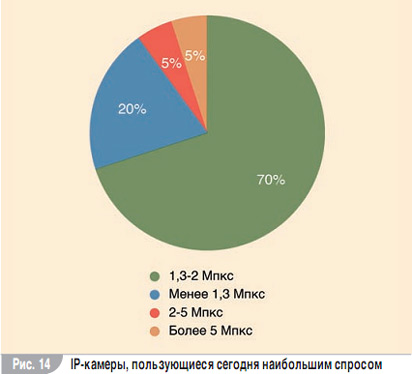 5%
5%
20%
70%
1,3-2 Мпкс
Менее 1,3 Мпкс
2-5 Мпкс
Более 5 Мпкс
Рис. 14 IP-камеры, пользующиеся сегодня наибольшим спросом